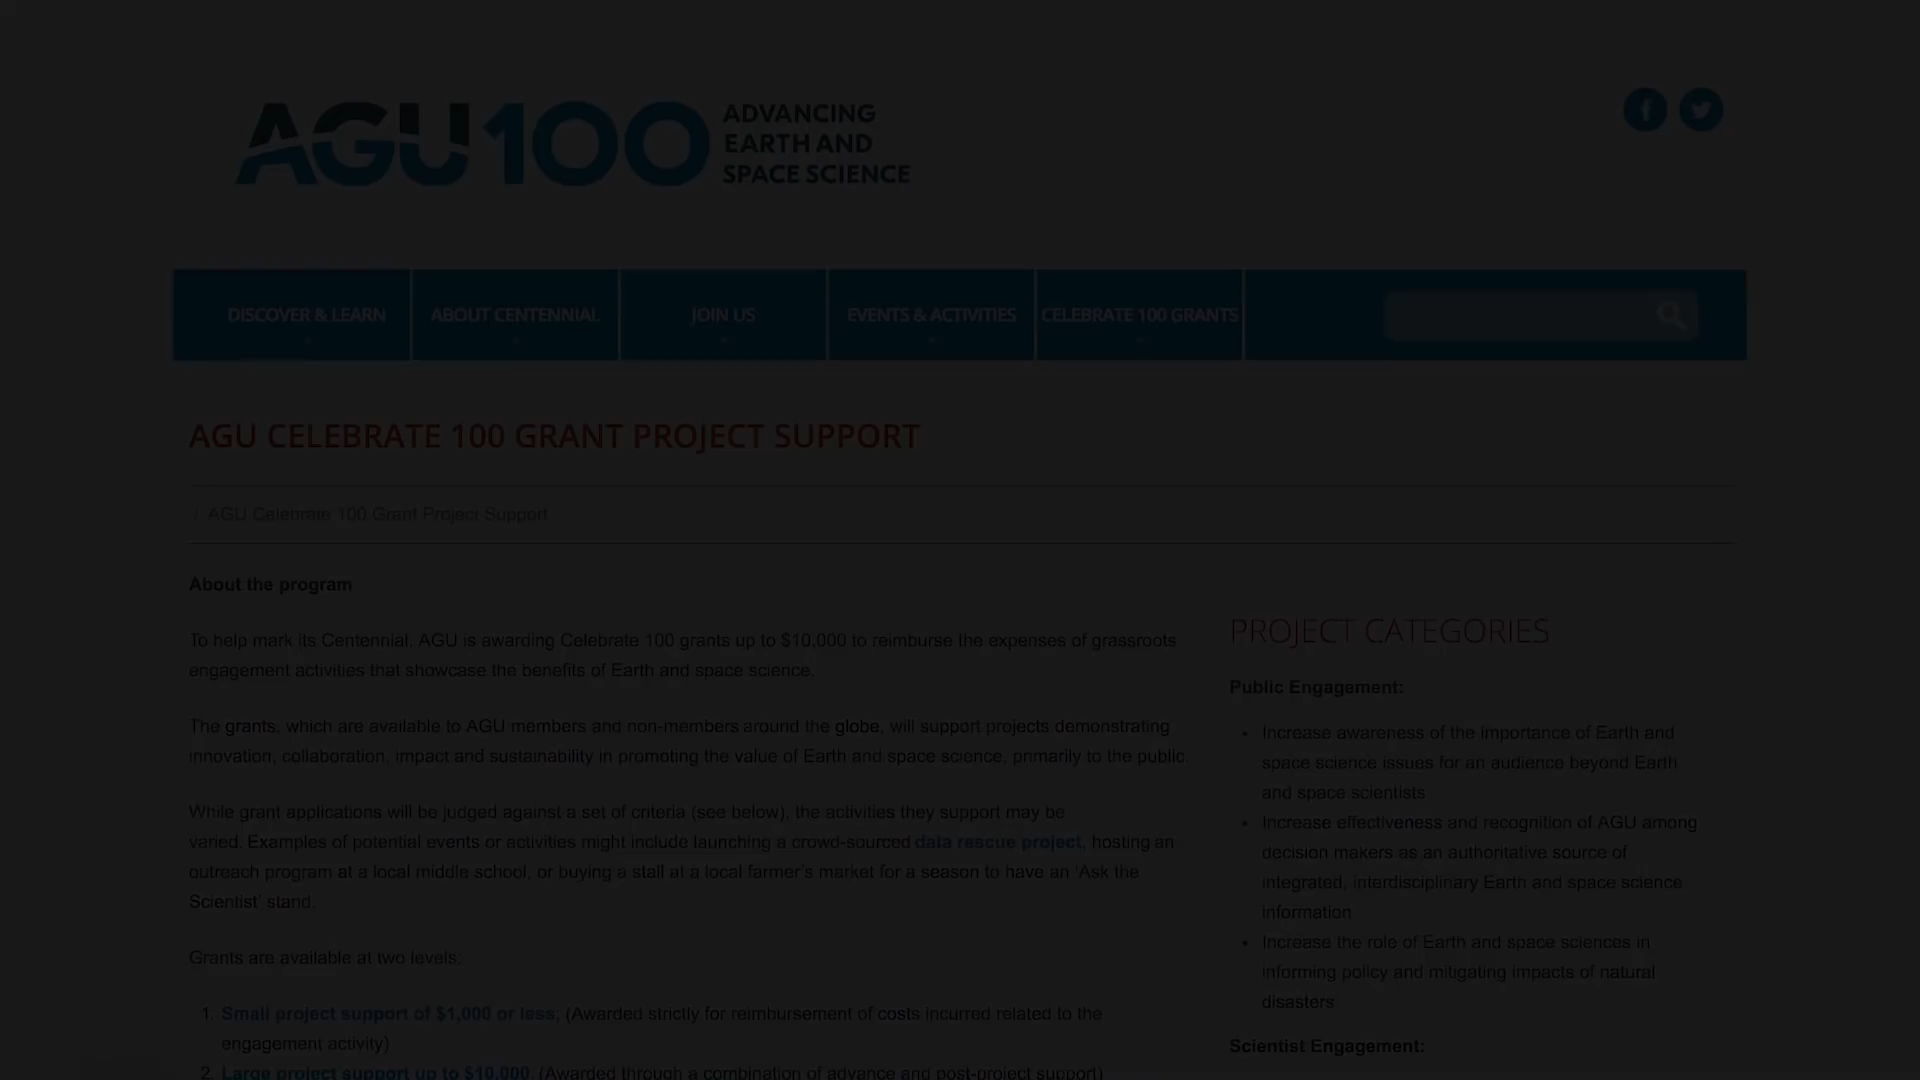 AGU100 ADVANCING
EARTH AND
SPACE SCIENCE
DISCOVER & LEARN
ABOUT CENTENNIAL
JOIN US
EVENTS & ACTIVITIES
CELEBRATE 100 GRANTS
AGU CELEBRATE 100 GRANT PROJECT SUPPORT
/ AGU Celebrate 100 Grant Project Support
About the program
To help mark its Centennial, AGU is awarding Celebrate 100 grants up to $10,000 to reimburse the expenses of grassroots
engagement activities that showcase the benefits of Earth and space science.
The grants, which are available to AGU members and non-members around the globe, will support projects demonstrating
innovation, collaboration, impact and sustainability in promoting the value of Earth and space science, primarily to the public.
While grant applications will be judged against a set of criteria (see below), the activities they support may be
varied. Examples of potential events or activities might include launching a crowd-sourced data rescue project, hosting an
outreach program at a local middle school, or buying a stall at a local farmer's market for a season to have an 'Ask the
Scientist' stand.
Grants are available at two levels:
1. Small project support of $1,000 or less; (Awarded strictly for reimbursement of costs incurred related to the
engagement activity)
2. Large project support up to $10,000. (Awarded through a combination of advance and post-project support)
PROJECT CATEGORIES
Public Engagement:
• Increase awareness of the importance of Earth and
space science issues for an audience beyond Earth
and space scientists
• Increase effectiveness and recognition of AGU among
decision makers as an authoritative source of
integrated, interdisciplinary Earth and space science
information
• Increase the role of Earth and space sciences in
informing policy and mitigating impacts of natural
disasters
Scientist Engagement: